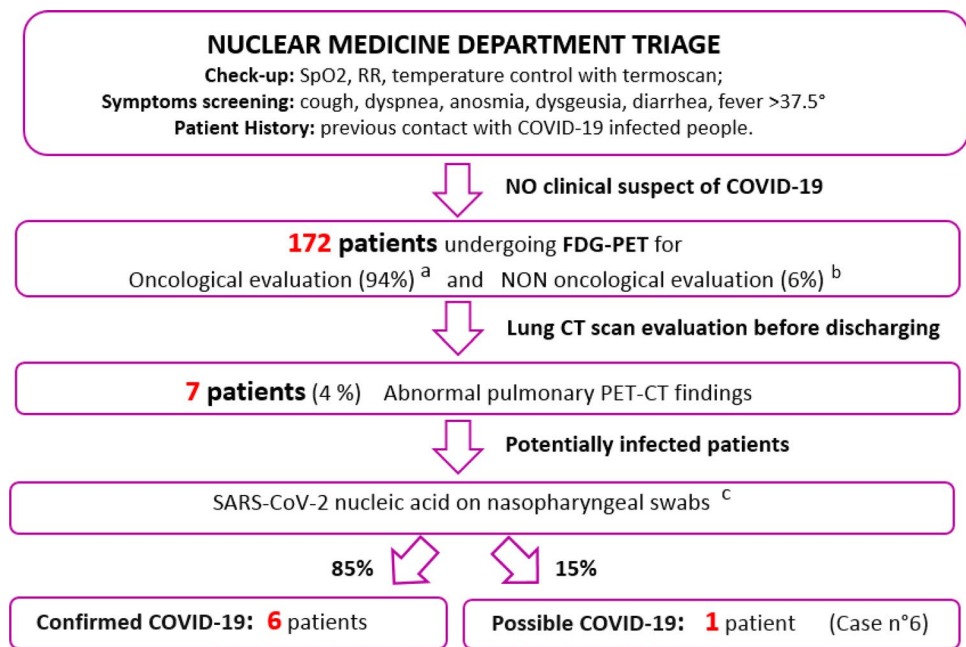 NUCLEAR MEDICINE DEPARTMENT TRIAGE
Check-up: SpO2, RR, temperature control with termoscan;
Symptoms screening: cough, dyspnea, anosmia, dysgeusia, diarrhea, fever >37.5°
Patient History: previous contact with COVID-19 infected people.
NO clinical suspect of COVID-19
172 patients undergoing FDG-PET for
Oncological evaluation (94%) a and NON oncological evaluation (6%) b
Lung CT scan evaluation before discharging
7 patients (4 %) Abnormal pulmonary PET-CT findings
Potentially infected patients
SARS-CoV-2 nucleic acid on nasopharyngeal swabs c
85% 15%
Confirmed COVID-19: 6 patients
Possible COVID-19: 1 patient (Case n°6)